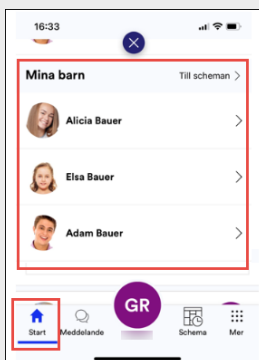 16:33
Mina barn Till scheman
Alicia Bauer
Elsa Bauer
Adam Bauer
GR
Start Meddelande Schema Mer